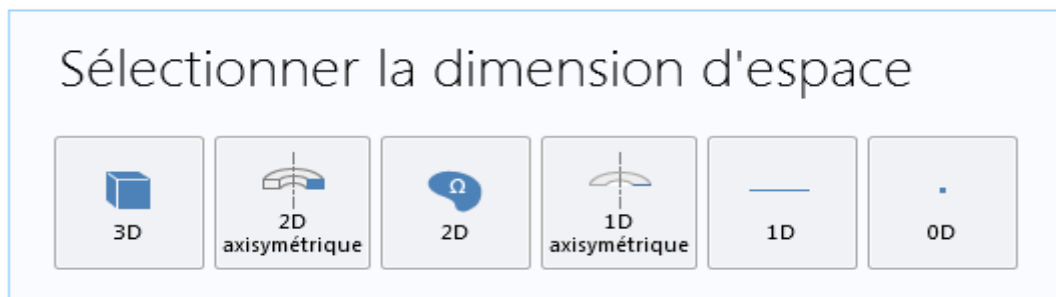 Sélectionner la dimension d'espace
3D
2D
axisymétrique
Ω
2D
1D
axisymétrique
1D
0D